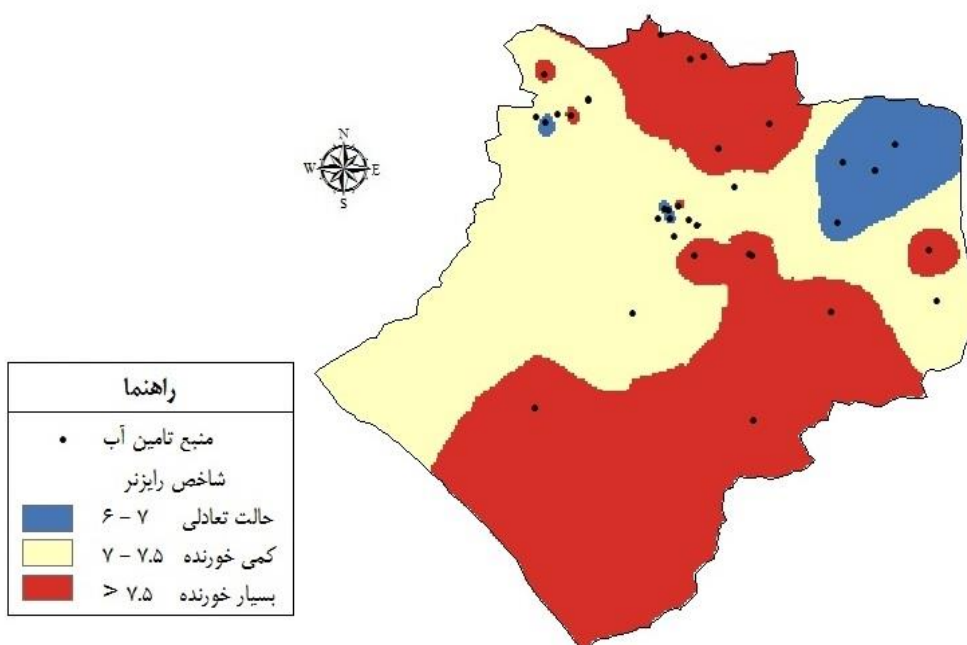 N
W E
S
راهنما
منبع تامین آب
شاخص رایزنر
حالت تعادلی ۷ – ۶
کمی خورنده ۷.۵ – ۷
بسیار خورنده ۷.۵ <